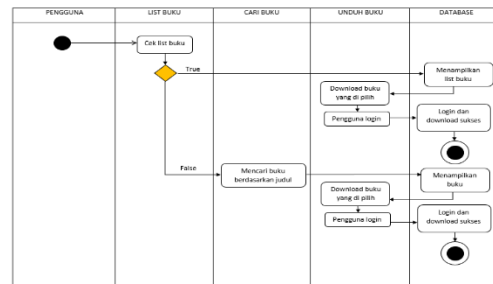 PENGGUNA
LIST BUKU
CARI BUKU
UNDUH BUKU
DATABASE
Cek list buku
True
Menampilkan
list buku
Download buku
yang di pilih
Pengguna login
Login dan
download sukses
False
Mencari buku
berdasarkan judul
Menampilkan
buku
Download buku
yang di pilih
Pengguna login
Login dan
download sukses